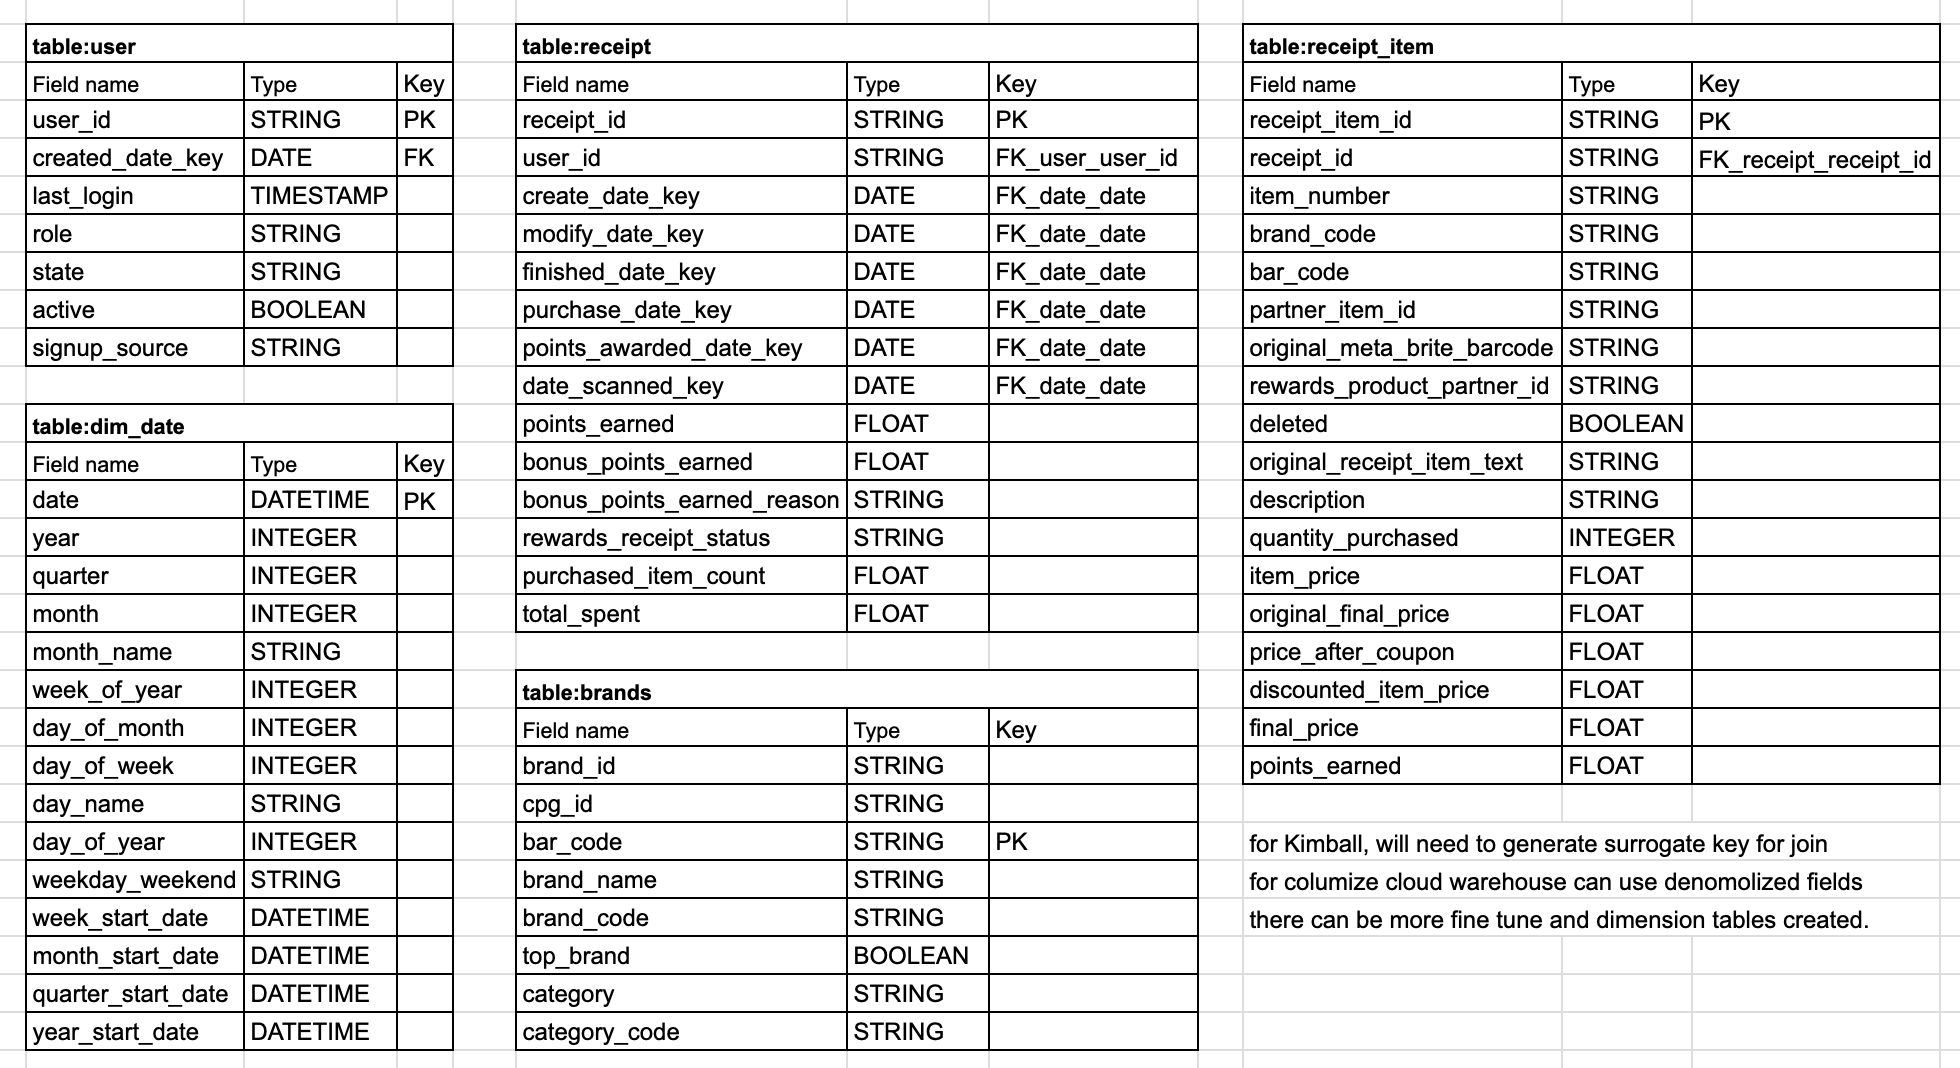 table:user
Field name Type Key
user_id STRING PK
created_date_key DATE FK
last_login TIMESTAMP
role STRING
state STRING
active BOOLEAN
signup_source STRING
table:dim_date
Field name Type Key
date DATETIME PK
year INTEGER
quarter INTEGER
month INTEGER
month_name STRING
week_of_year INTEGER
day_of_month INTEGER
day_of_week INTEGER
day_name STRING
day_of_year INTEGER
weekday_weekend STRING
week_start_date DATETIME
month_start_date DATETIME
quarter_start_date DATETIME
year_start_date DATETIME
table:receipt
Field name Type Key
receipt_id STRING PK
user_id STRING FK_user_user_id
create_date_key DATE FK_date_date
modify_date_key DATE FK_date_date
finished_date_key DATE FK_date_date
purchase_date_key DATE FK_date_date
points_awarded_date_key DATE FK_date_date
date_scanned_key DATE FK_date_date
points_earned FLOAT
bonus_points_earned FLOAT
bonus_points_earned_reason STRING
rewards_receipt_status STRING
purchased_item_count FLOAT
total_spent FLOAT
table:brands
Field name Type Key
brand_id STRING
cpg_id STRING
bar_code STRING PK
brand_name STRING
brand_code STRING
top_brand BOOLEAN
category STRING
category_code STRING
table:receipt_item
Field name Type Key
receipt_item_id STRING PK
receipt_id STRING FK_receipt_receipt_id
item_number STRING
brand_code STRING
bar_code STRING
partner_item_id STRING
original_meta_brite_barcode STRING
rewards_product_partner_id STRING
deleted BOOLEAN
original_receipt_item_text STRING
description STRING
quantity_purchased INTEGER
item_price FLOAT
original_final_price FLOAT
price_after_coupon FLOAT
discounted_item_price FLOAT
final_price FLOAT
points_earned FLOAT
for Kimball, will need to generate surrogate key for join
for columize cloud warehouse can use denomolized fields
there can be more fine tune and dimension tables created.